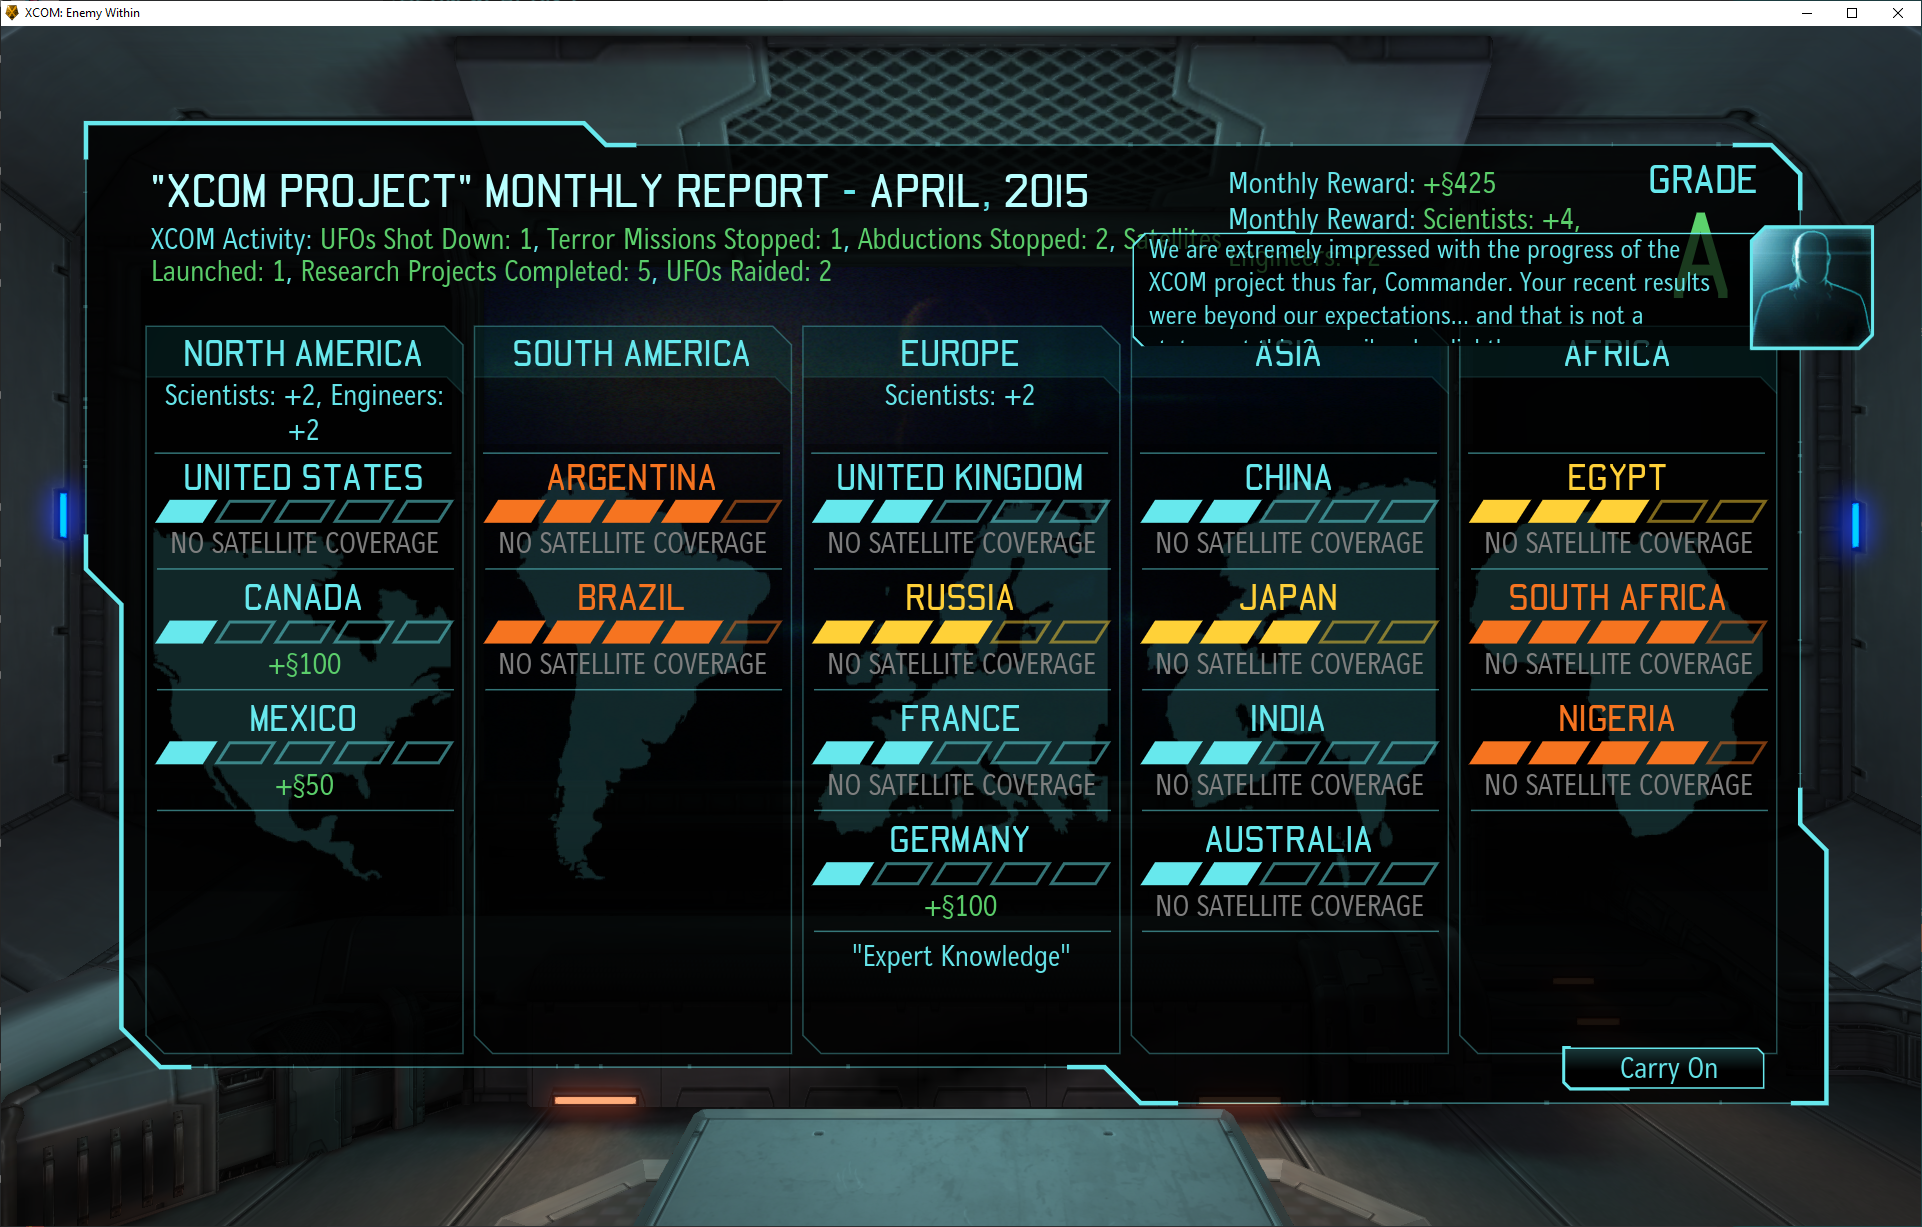 XCOM: Enemy Within
"XCOM PROJECT" MONTHLY REPORT - APRIL, 2015
XCOM Activity: UFOs Shot Down: 1, Terror Missions Stopped: 1, Abductions Stopped: 2, Satellites
Launched: 1, Research Projects Completed: 5, UFOs Raided: 2
Monthly Reward: +§425
Monthly Reward: Scientists: +4,
Engineers: +2
GRADE
A
We are extremely impressed with the progress of the
XCOM project thus far, Commander. Your recent results
were beyond our expectations... and that is not a
NORTH AMERICA
Scientists: +2, Engineers:
+2
UNITED STATES
NO SATELLITE COVERAGE
CANADA
+§100
MEXICO
+§50
SOUTH AMERICA
ARGENTINA
NO SATELLITE COVERAGE
BRAZIL
NO SATELLITE COVERAGE
EUROPE
Scientists: +2
UNITED KINGDOM
NO SATELLITE COVERAGE
RUSSIA
NO SATELLITE COVERAGE
FRANCE
NO SATELLITE COVERAGE
GERMANY
+§100
"Expert Knowledge"
ASIA
CHINA
NO SATELLITE COVERAGE
JAPAN
NO SATELLITE COVERAGE
INDIA
NO SATELLITE COVERAGE
AUSTRALIA
NO SATELLITE COVERAGE
AFRICA
EGYPT
NO SATELLITE COVERAGE
SOUTH AFRICA
NO SATELLITE COVERAGE
NIGERIA
NO SATELLITE COVERAGE
Carry On